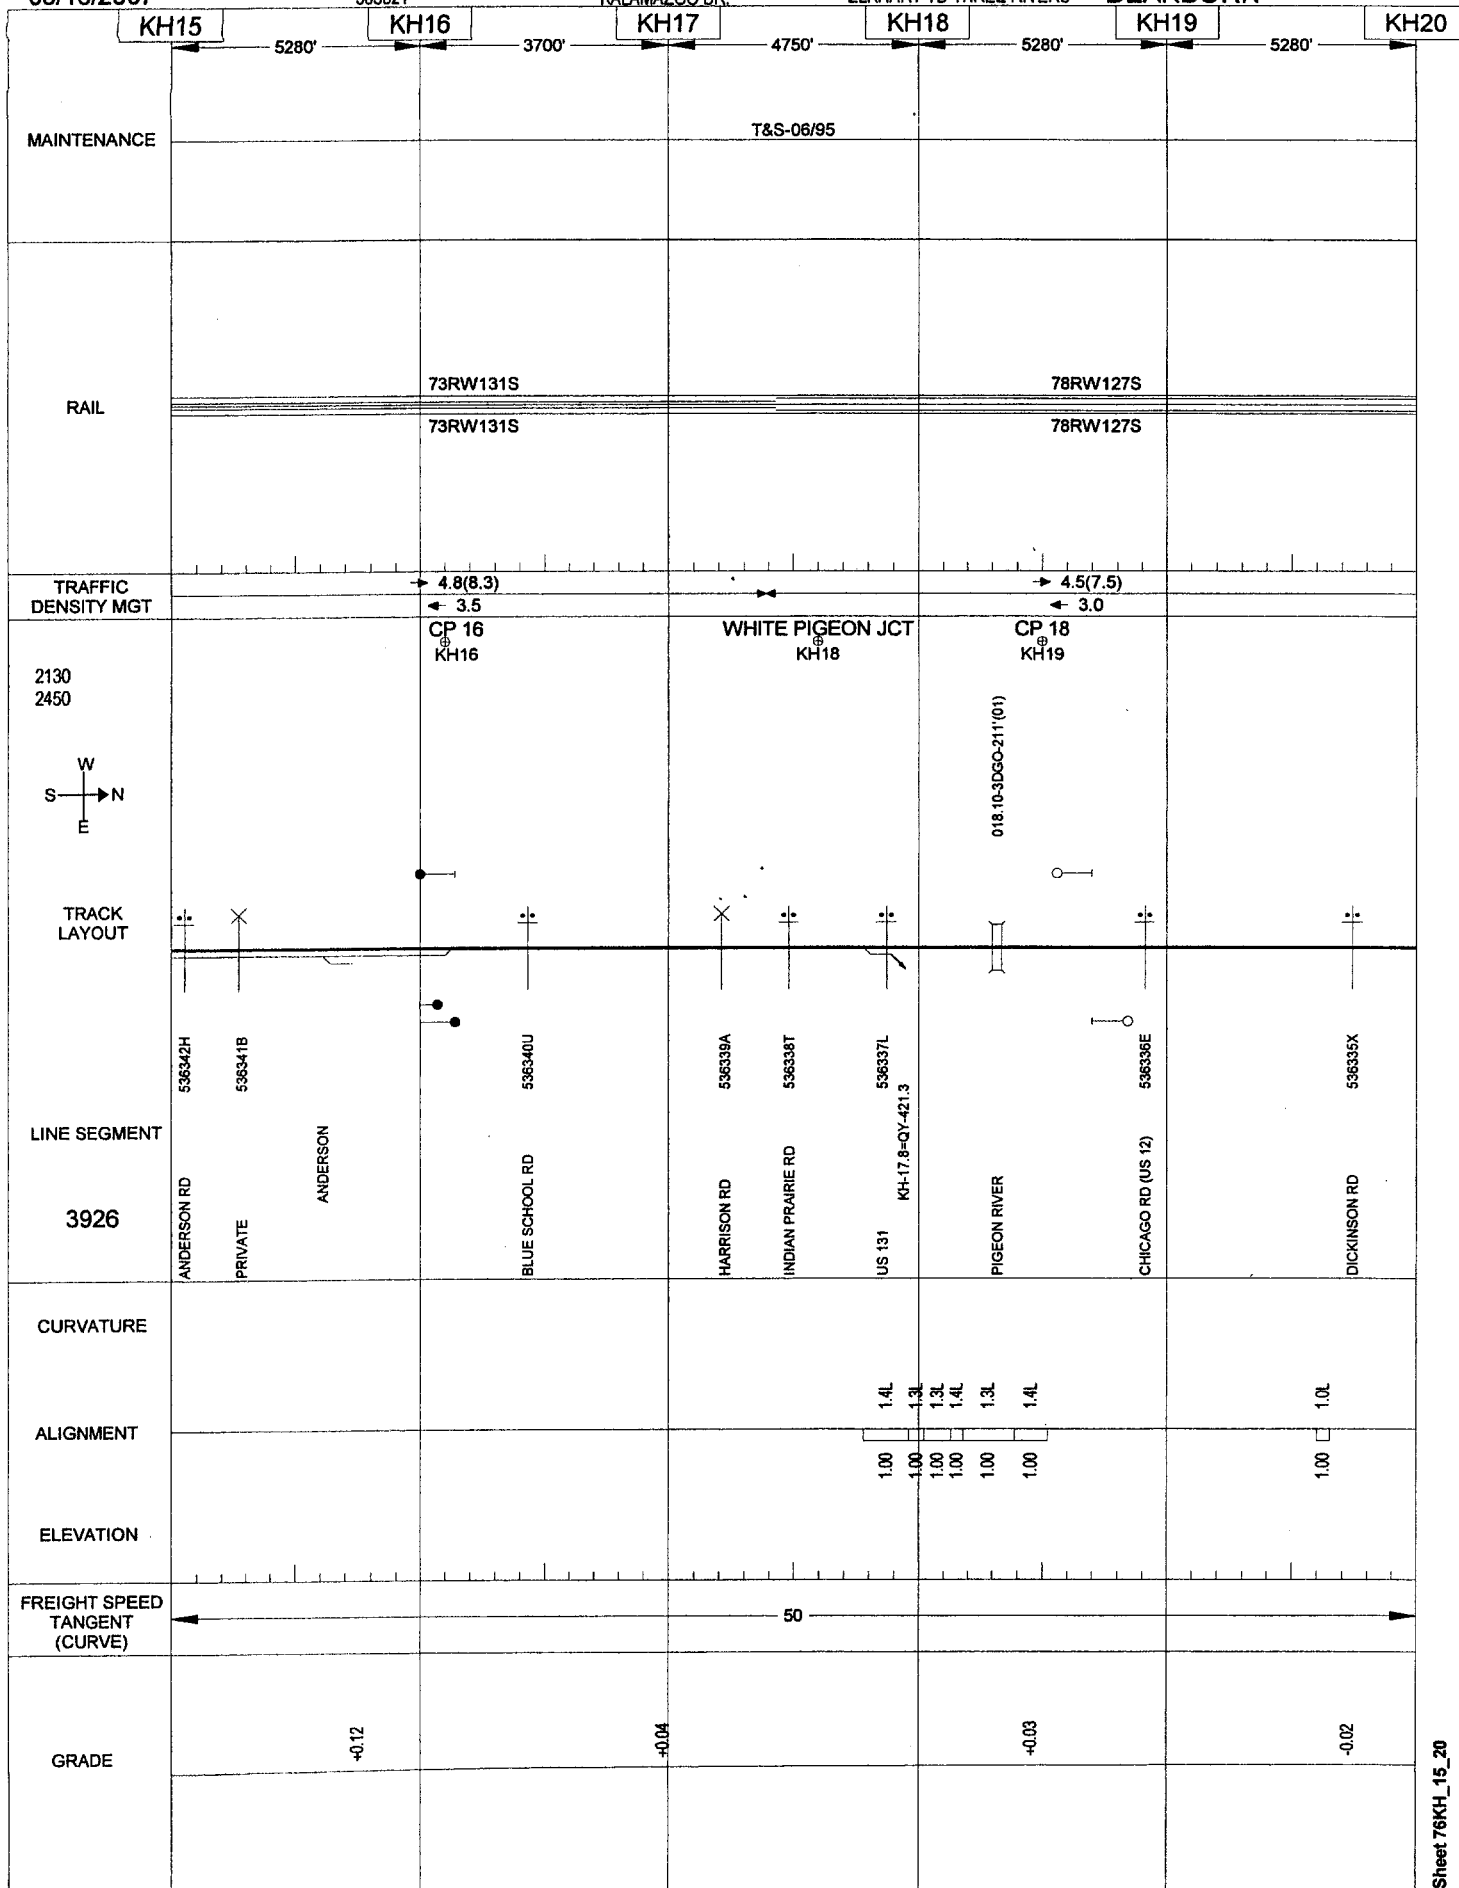 KH15 KH16 KH17 KH18 KH19 KH20
5280' 3700' 4750' 5280' 5280'
MAINTENANCE
T&S-06/95
RAIL
73RW131S 78RW127S
73RW131S 78RW127S
TRAFFIC
DENSITY MGT
4.8(8.3) 4.5(7.5)
3.5 3.0
CP 16 WHITE PIGEON JCT CP 18
KH16 KH18 KH19
2130
2450
W
S N
E
018.10-3DGO-211'(01)
TRACK
LAYOUT
536342H
536341B
536340U
536339A
536338T
536337L
536336E
536335X
LINE SEGMENT
3926
ANDERSON RD
PRIVATE
ANDERSON
BLUE SCHOOL RD
HARRISON RD
INDIAN PRAIRIE RD
US 131
KH-17.8=QY-421.3
PIGEON RIVER
CHICAGO RD (US 12)
DICKINSON RD
CURVATURE
1.4L 1.3L 1.3L 1.4L 1.3L 1.4L 1.0L
ALIGNMENT
1.00 1.00 1.00 1.00 1.00 1.00 1.00
ELEVATION
FREIGHT SPEED
TANGENT
(CURVE)
50
GRADE
+0.12 +0.04 +0.03 -0.02
Sheet 76KH_15_20